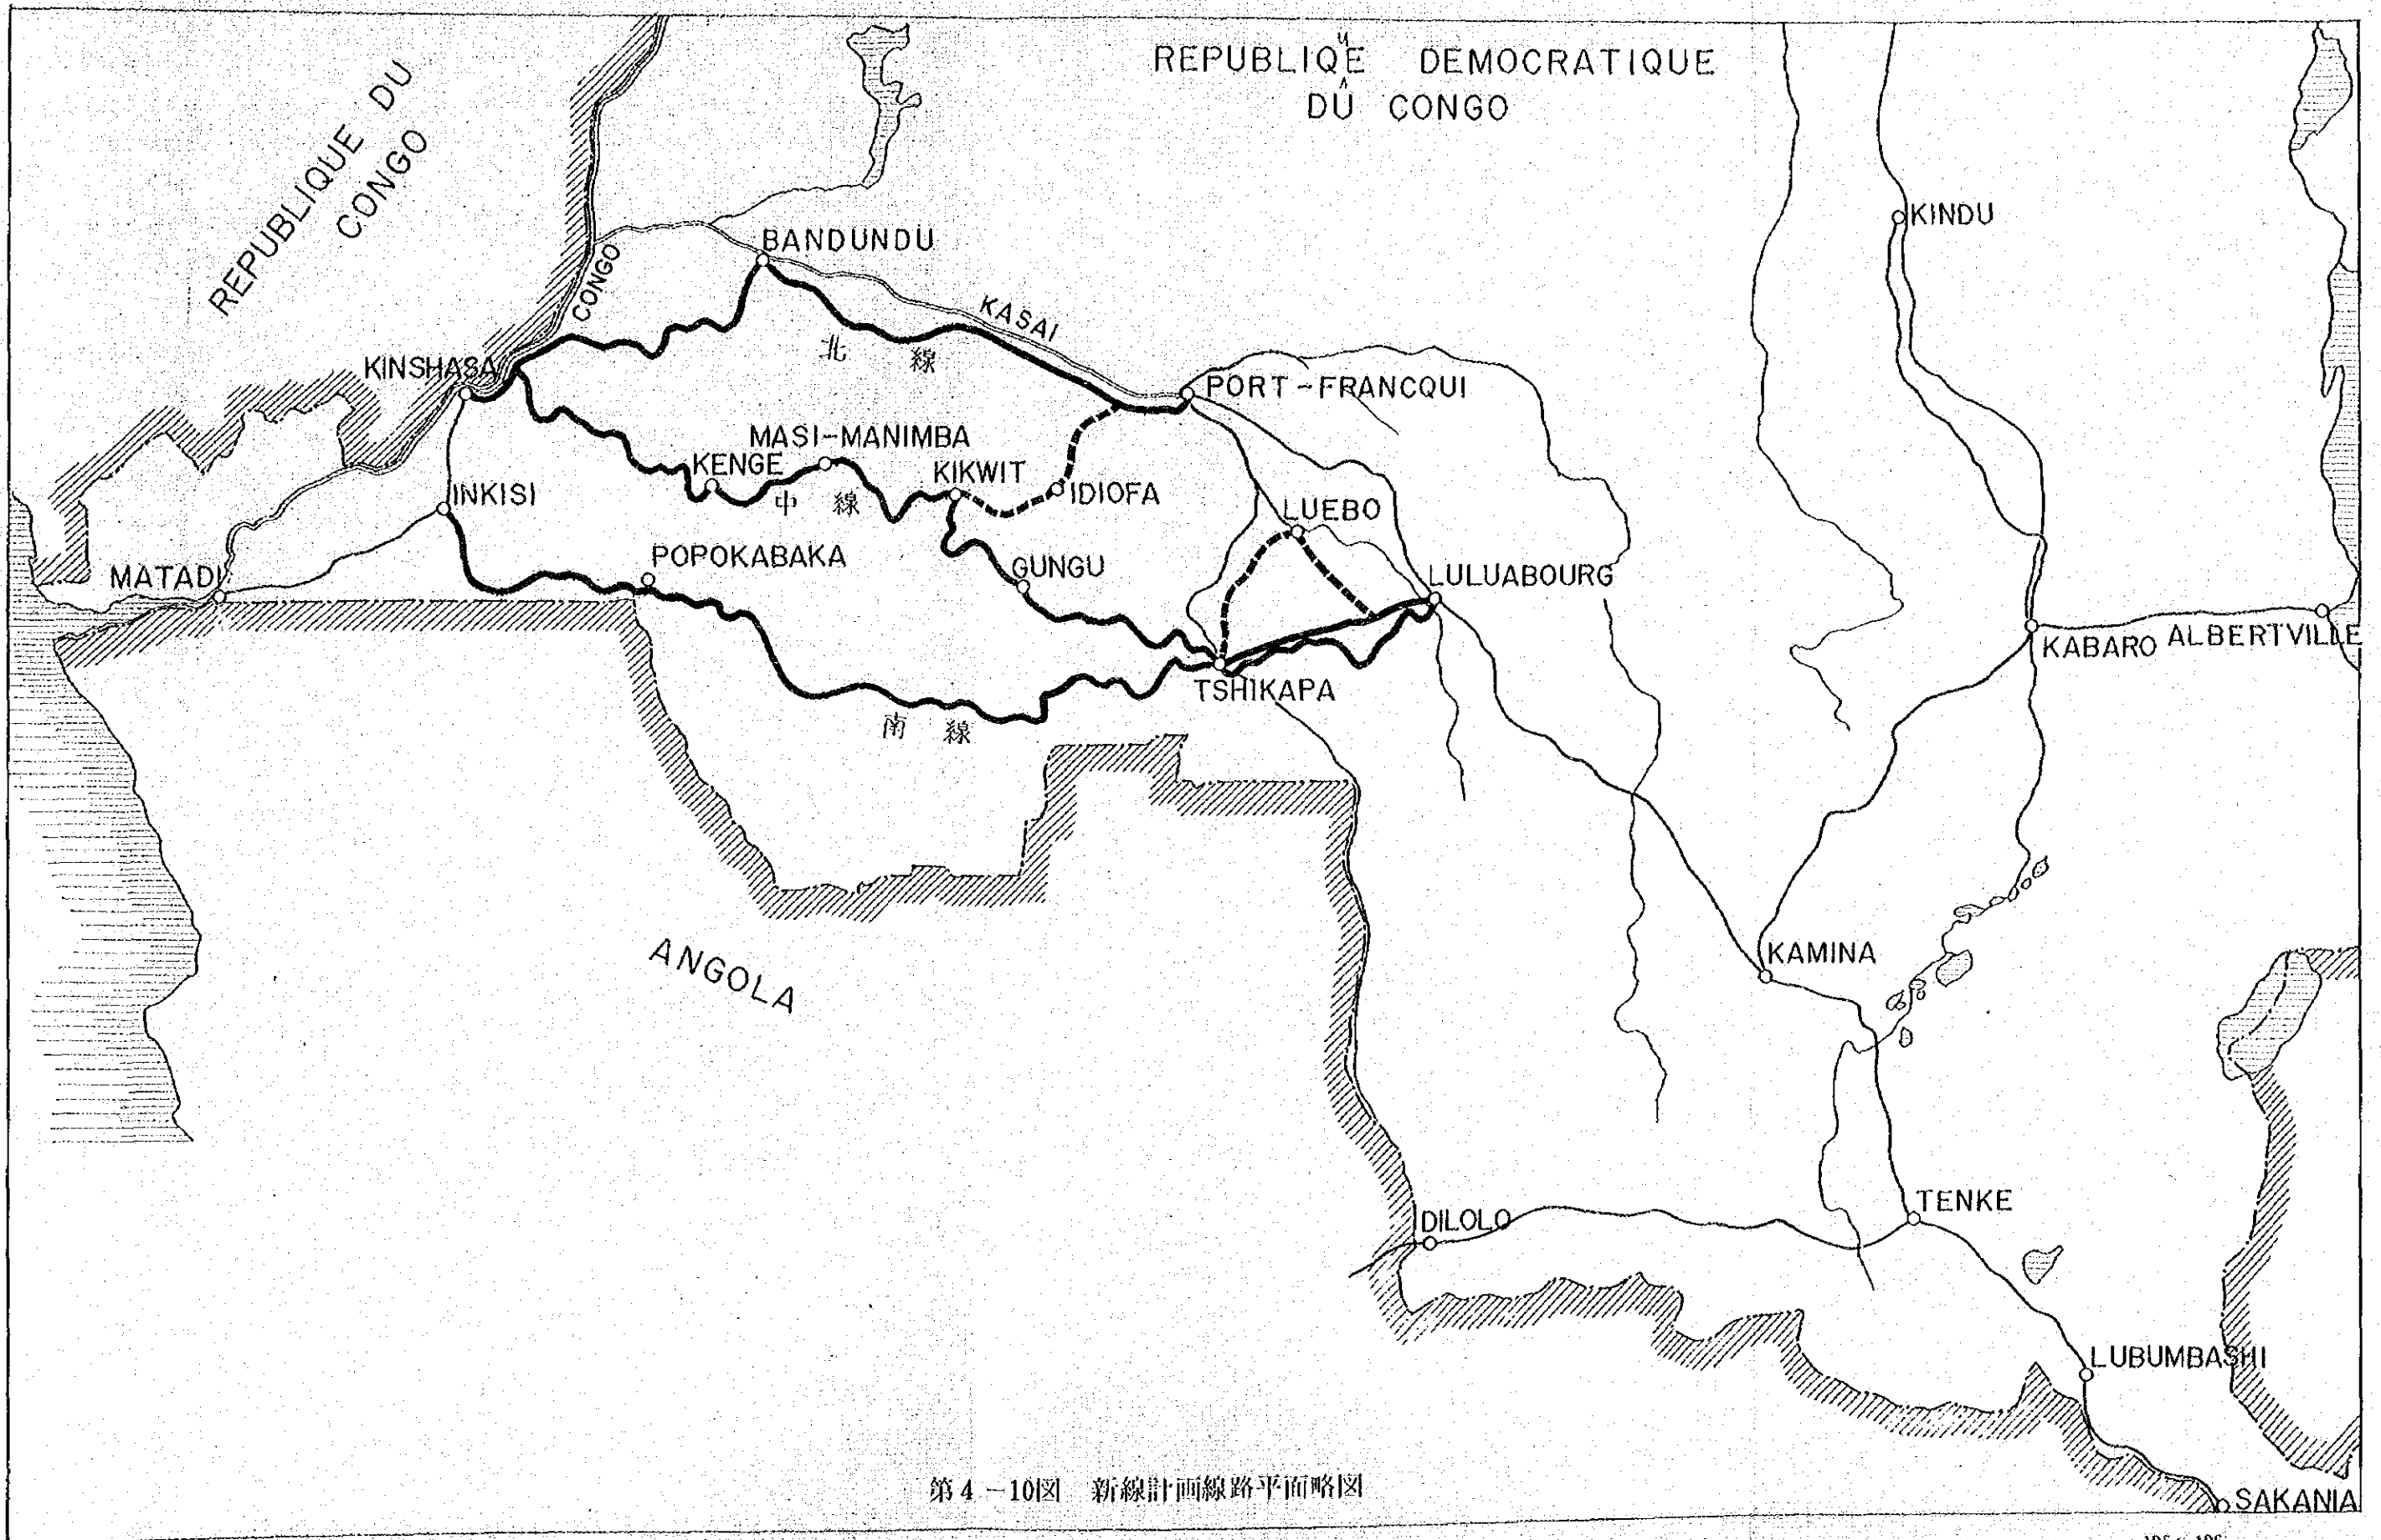 REPUBLIQE DEMOCRATIQUE
u
DU CONGO
REPUBLIQUE DU
CONGO
KINDU
BANDUNDU
CONGO
KASAI
北線
KINSHASA
PORT-FRANCQUI
MASI-MANIMBA
KENGE
KIKWIT
IDIOFA
中線
INKISI
LUEBO
POPOKABAKA
GUNGU
MATADI
LULUABOURG
KABARO
ALBERTVILLE
TSHIKAPA
南線
ANGOLA
KAMINA
TENKE
DILOLO
LUBUMBASHI
第4-10図 新線計画線路平面略図
SAKANIA